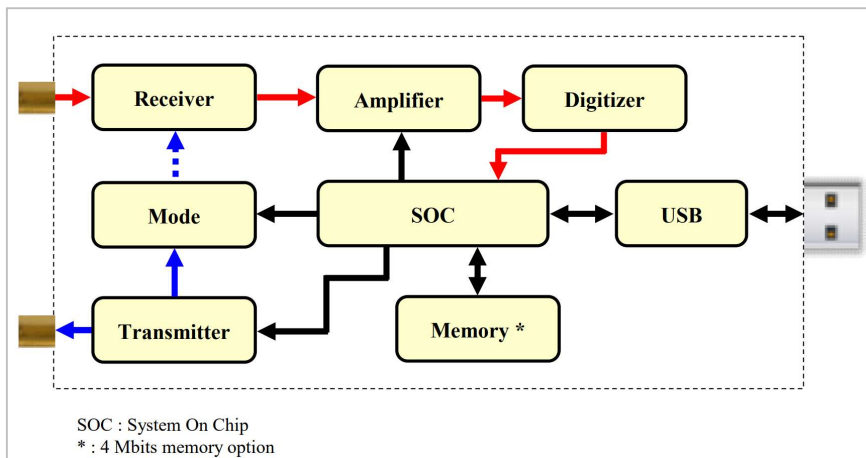 Receiver
Amplifier
Digitizer
Mode
SOC
USB
Transmitter
Memory *
SOC : System On Chip
* : 4 Mbits memory option